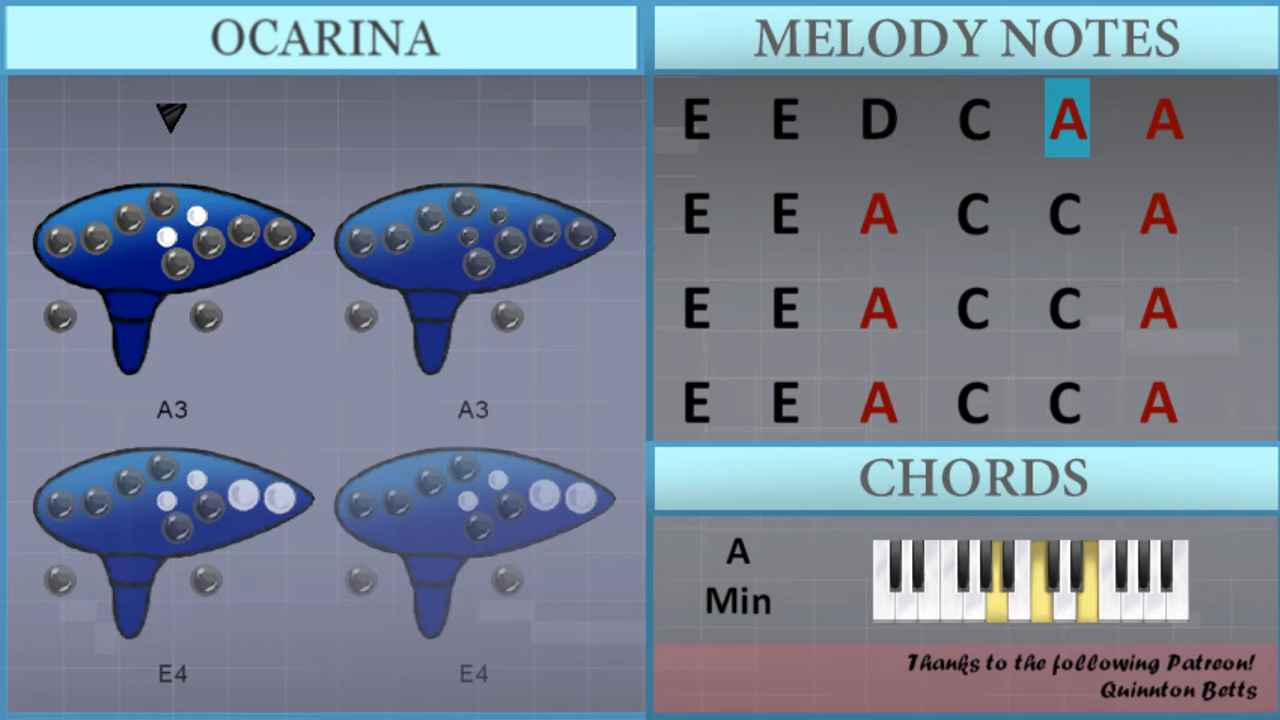 OCARINA
A3 A3
E4 E4
MELODY NOTES
E E D C A A
E E A C C A
E E A C C A
E E A C C A
CHORDS
A
Min
Thanks to the following Patreon!
Quinnton Betts